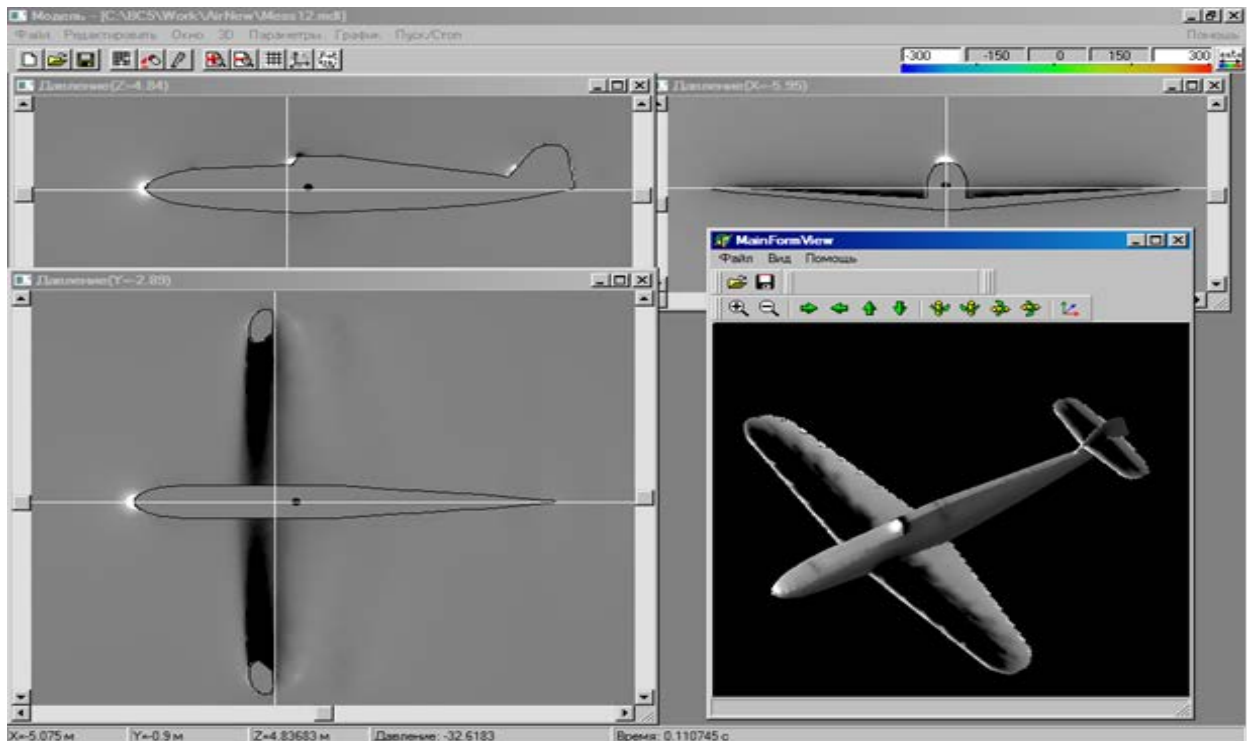 Модель - [C:\BC5\Work\AirNew\Mess12.mdl]
Файл Редактировать Окно 3D Параметры График Пуск/Стоп Помощь
-300 -150 0 150 300
Давление(Z=4.84)
Давление(X=-5.95)
MainFormView
Файл Вид Помощь
Давление(Y=-2.89)
X=-5.075 м Y=-0.9 м Z=4.83683 м Давление: -32.6183 Время: 0.110745 с